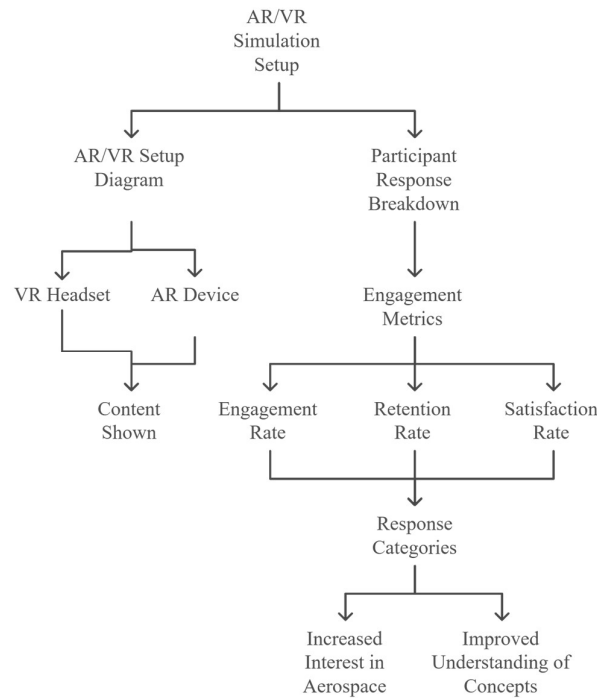 AR/VR
Simulation
Setup
AR/VR Setup
Diagram
Participant
Response
Breakdown
VR Headset
AR Device
Engagement
Metrics
Content
Shown
Engagement
Rate
Retention
Rate
Satisfaction
Rate
Response
Categories
Increased
Interest in
Aerospace
Improved
Understanding of
Concepts